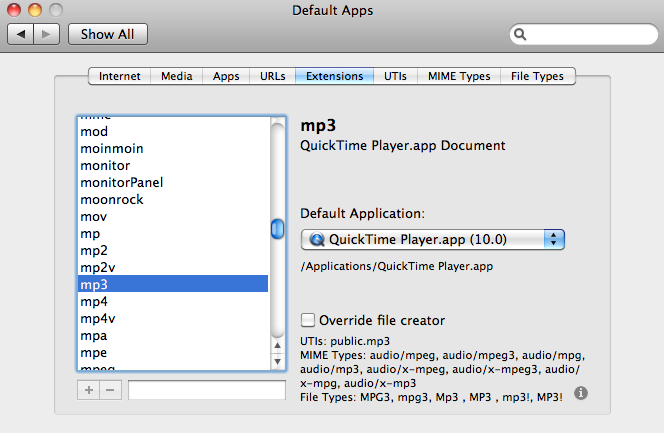 Default Apps
Show All
Internet Media Apps URLs Extensions UTIs MIME Types File Types
mod
moinmoin
monitor
monitorPanel
moonrock
mov
mp
mp2
mp2v
mp3
mp4
mp4v
mpa
mpe
mp3
QuickTime Player.app Document
Default Application:
QuickTime Player.app (10.0)
/Applications/QuickTime Player.app
Override file creator
UTIs: public.mp3
MIME Types: audio/mpeg, audio/mpeg3, audio/mpg,
audio/mp3, audio/x-mpeg, audio/x-mpeg3, audio/
x-mpg, audio/x-mp3
File Types: MPG3, mpg3, Mp3 , MP3 , mp3!, MP3!